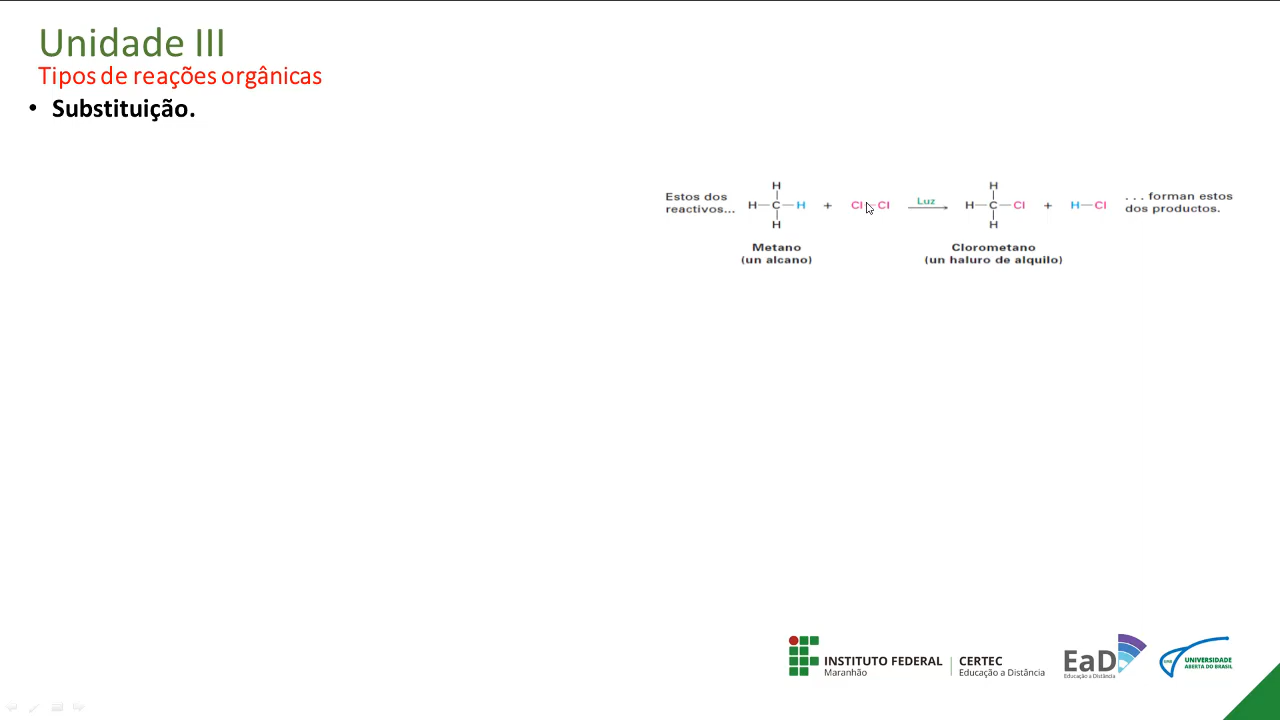 Unidade III
Tipos de reações orgânicas
• Substituição.
Estos dos
reactivos...
H
H—C—H + Cl—Cl Luz H—C—Cl + H—Cl
H
Metano
(un alcano)
H
H
Clorometano
(un haluro de alquilo)
. . . forman estos
dos productos.
INSTITUTO FEDERAL
Maranhão
CERTEC
Educação a Distância
EaD
Educação a Distância
UAB
UNIVERSIDADE
ABERTA DO BRASIL